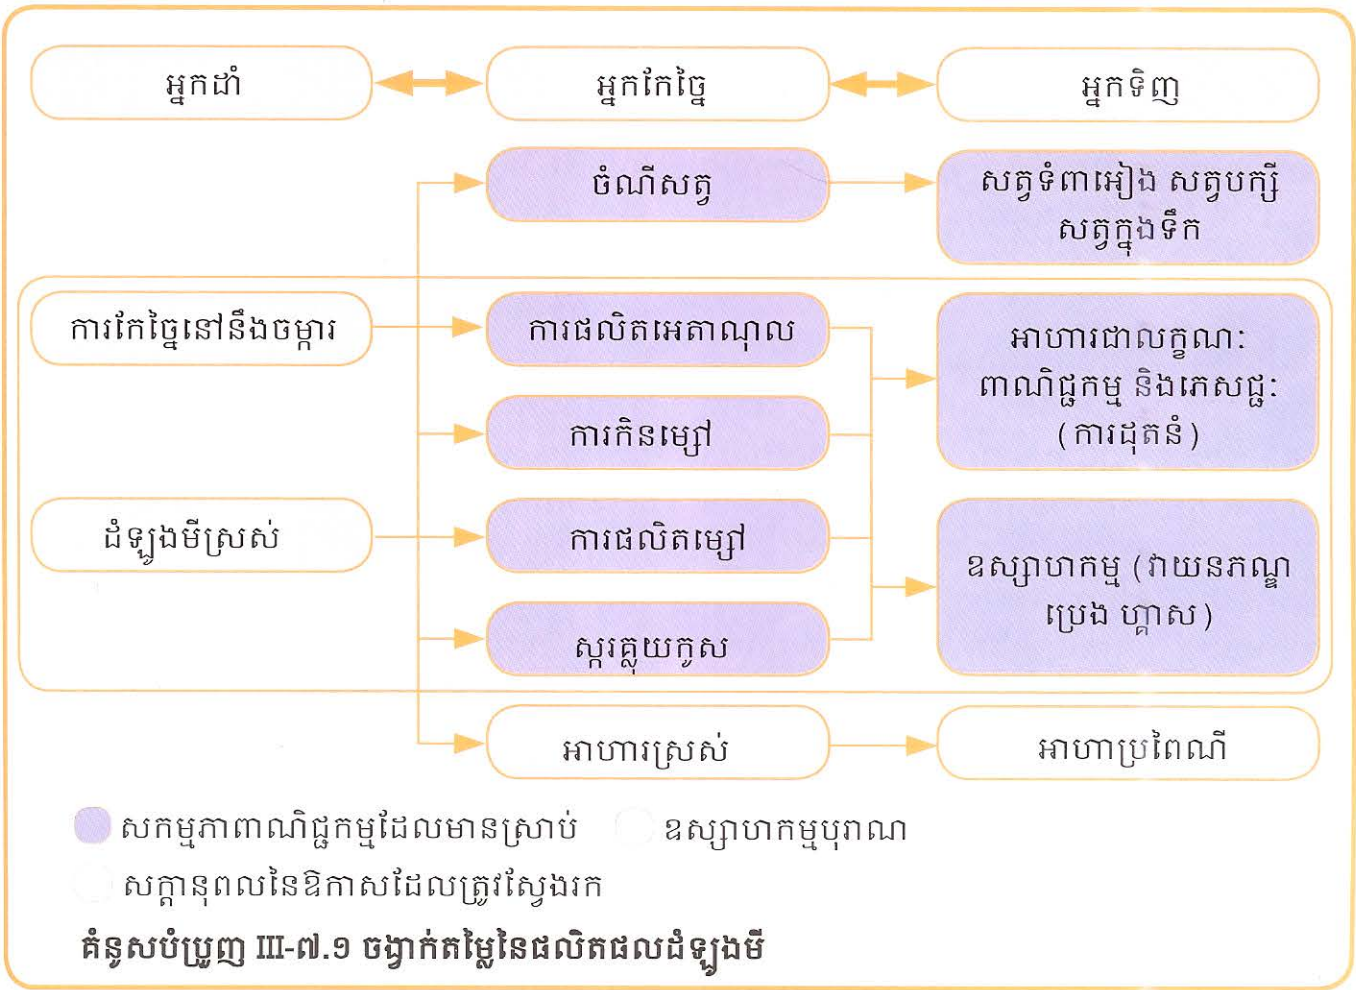 អ្នកដាំ
អ្នកកែច្នៃ
អ្នកទិញ
ចំណីសត្វ
សត្វទំពាអៀង សត្វបក្សី
សត្វក្នុងទឹក
ការកែច្នៃនៅនឹងចម្ការ
ការផលិតអេតាណុល
អាហារជាលក្ខណៈ
ពាណិជ្ជកម្ម និងភេសជ្ជៈ
(ការដុតនំ)
ការកិនម្សៅ
ដំឡូងមីស្រស់
ការផលិតម្សៅ
ឧស្សាហកម្ម (វាយនភណ្ឌ
ប្រេង ហ្គាស)
ស្ករគ្លុយកូស
អាហារស្រស់
អាហាប្រពៃណី
សកម្មភាពាណិជ្ជកម្មដែលមានស្រាប់
ឧស្សាហកម្មបុរាណ
សក្តានុពលនៃឱកាសដែលត្រូវស្វែងរក
គំនូសបំប្រួញ III-៧.១ ចង្វាក់តម្លៃនៃផលិតផលដំឡូងមី